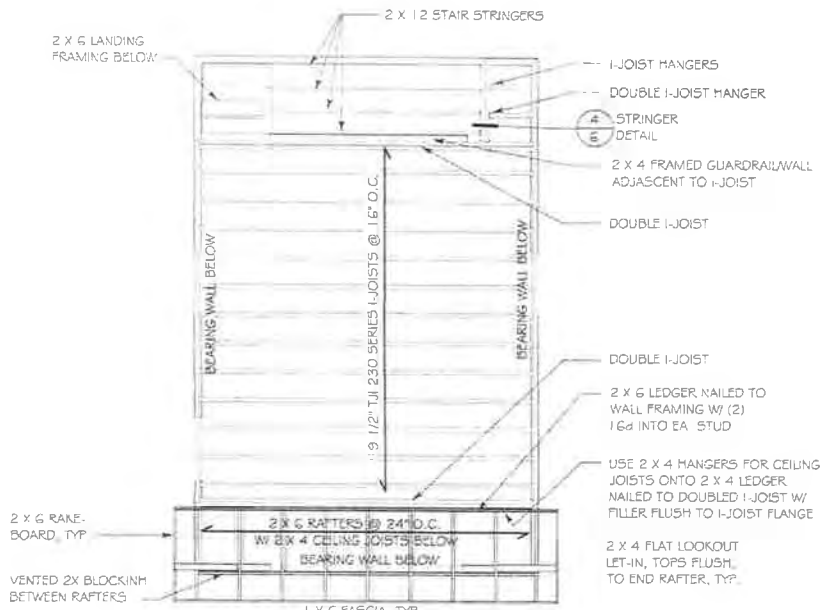 2 X 12 STAIR STRINGERS
2 X 6 LANDING
FRAMING BELOW
I-JOIST HANGERS
DOUBLE I-JOIST HANGER
4
6
STRINGER
DETAIL
2 X 4 FRAMED GUARDRAIL/WALL
ADJASCENT TO I-JOIST
DOUBLE I-JOIST
BEARING WALL BELOW
9 1/2" TJI 230 SERIES I-JOISTS @ 16" O.C.
BEARING WALL BELOW
DOUBLE I-JOIST
2 X 6 LEDGER NAILED TO
WALL FRAMING W/ (2)
16d INTO EA STUD
USE 2 X 4 HANGERS FOR CEILING
JOISTS ONTO 2 X 4 LEDGER
NAILED TO DOUBLED I-JOIST W/
FILLER FLUSH TO I-JOIST FLANGE
2 X 6 RAKE-
BOARD, TYP
2 X 6 RAFTERS @ 24" O.C.
W/ 2 X 4 CEILING JOISTS BELOW
BEARING WALL BELOW
2 X 4 FLAT LOOKOUT
LET-IN, TOPS FLUSH,
TO END RAFTER, TYP.
VENTED 2X BLOCKINH
BETWEEN RAFTERS
1 X 6 FASCIA, TYP